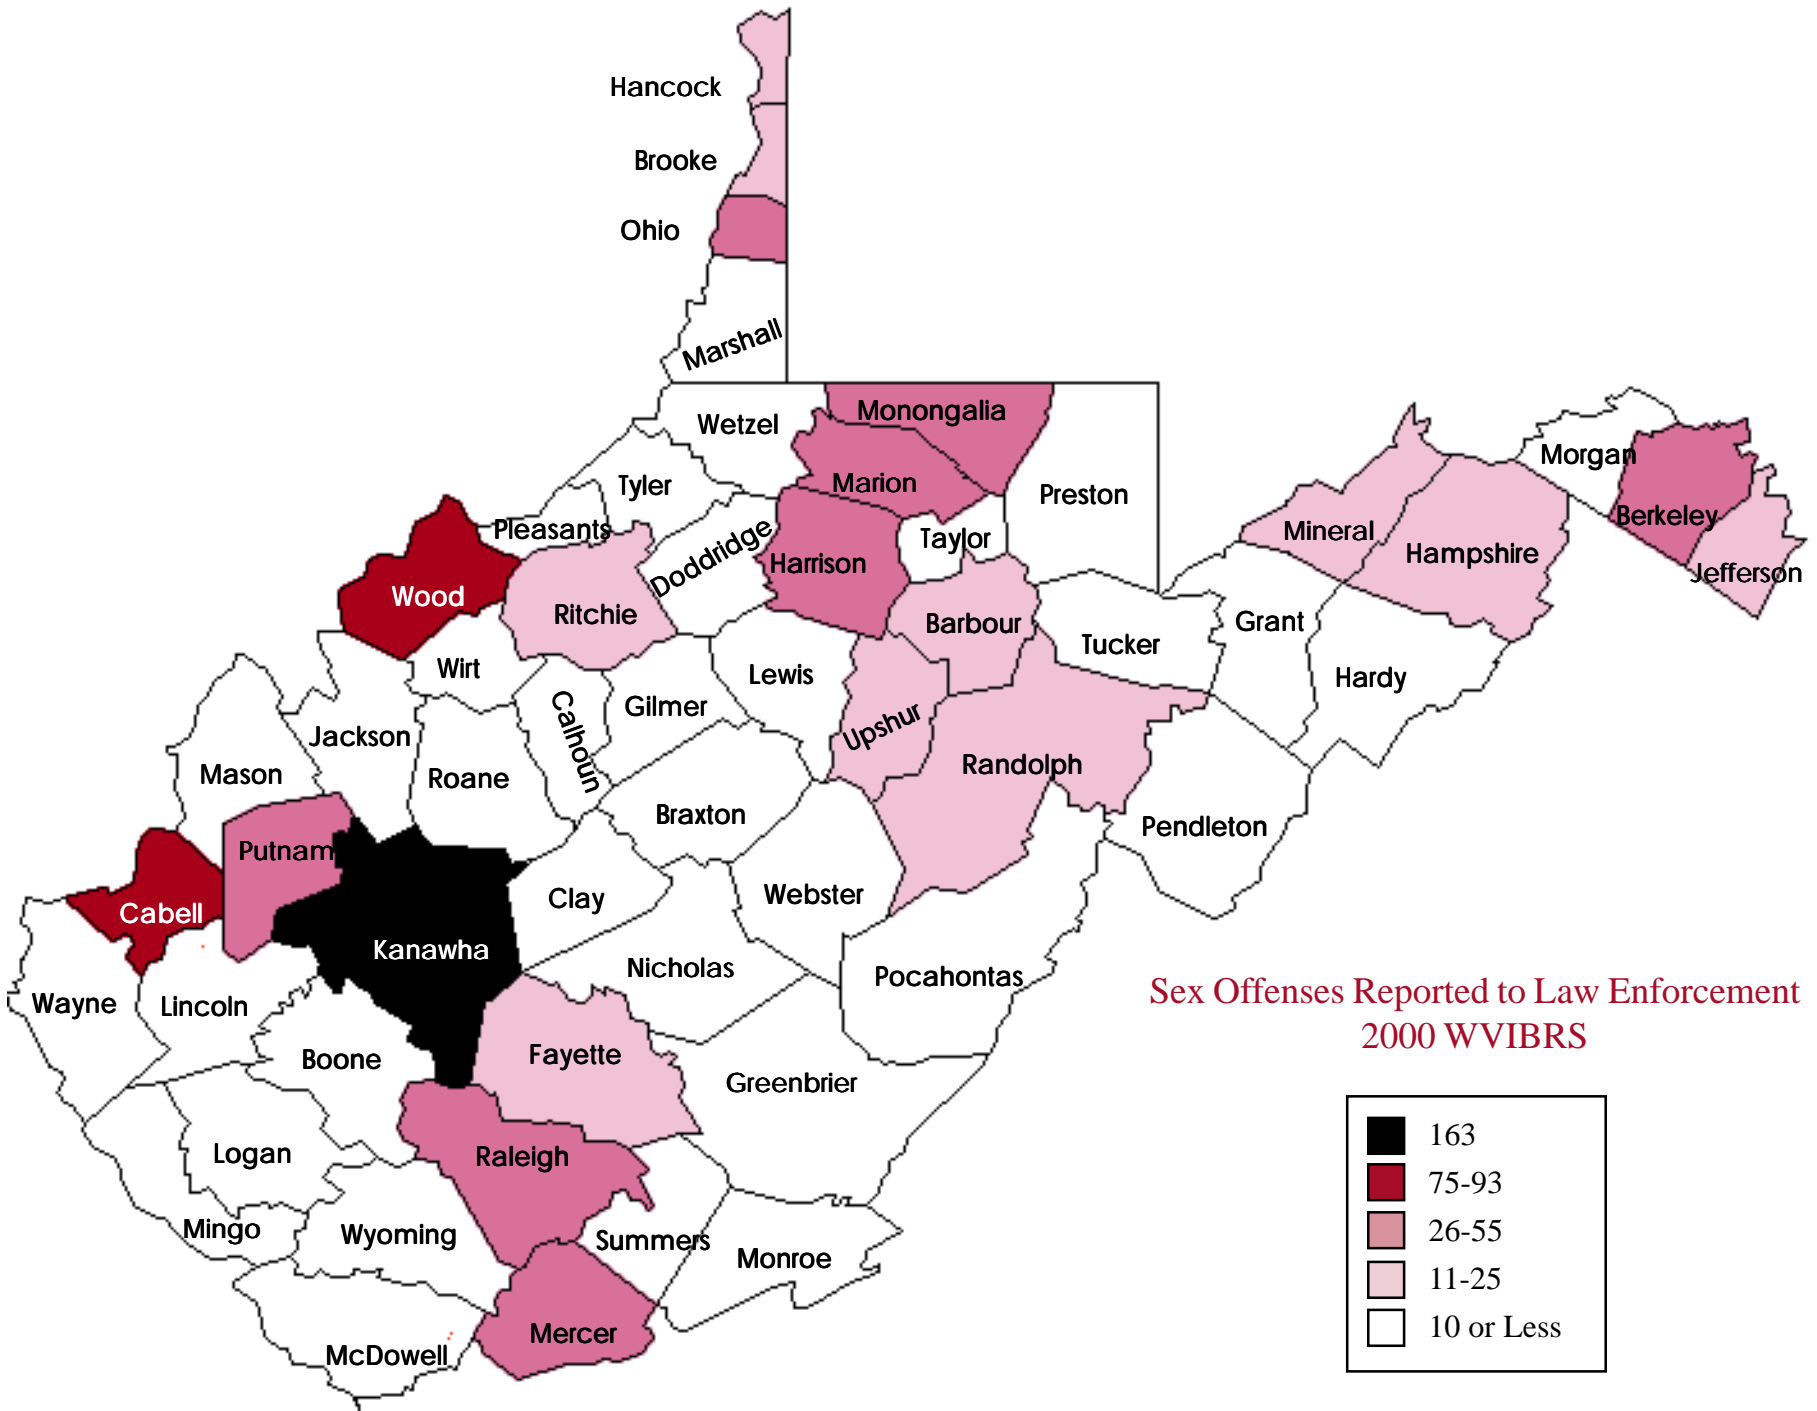 Hancock
Brooke
Ohio
Marshall
Wetzel
Monongalia
Marion
Tyler
Preston
Pleasants
Doddridge
Harrison
Taylor
Mineral
Hampshire
Morgan
Berkeley
Jefferson
Wood
Ritchie
Barbour
Tucker
Grant
Hardy
Wirt
Lewis
Calhoun
Gilmer
Upshur
Jackson
Mason
Roane
Randolph
Braxton
Pendleton
Putnam
Cabell
Clay
Webster
Kanawha
Nicholas
Pocahontas
Wayne
Lincoln
Boone
Fayette
Greenbrier
Logan
Raleigh
Mingo
Wyoming
Summers
Monroe
Mercer
McDowell
Sex Offenses Reported to Law Enforcement
2000 WVIBRS
163
75-93
26-55
11-25
10 or Less